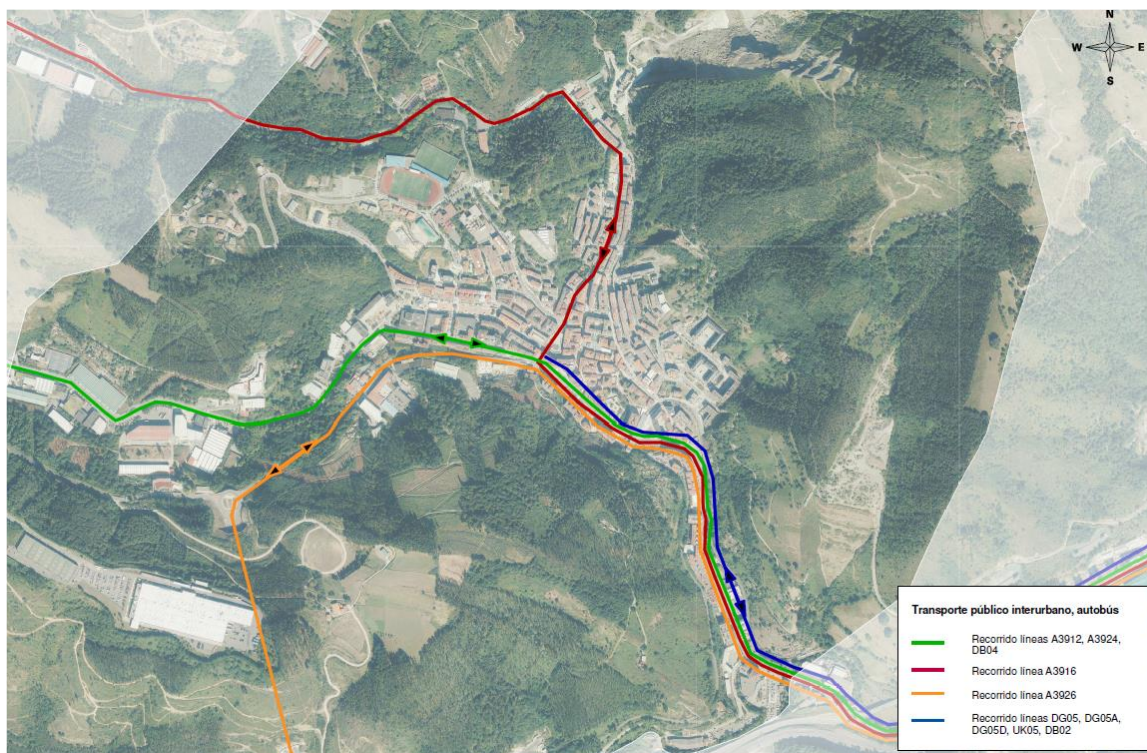 N
W E
S
Transporte público interurbano, autobús
Recorrido líneas A3912, A3924,
DB04
Recorrido línea A3916
Recorrido línea A3926
Recorrido líneas DG05, DG05A,
DG05D, UK05, DB02